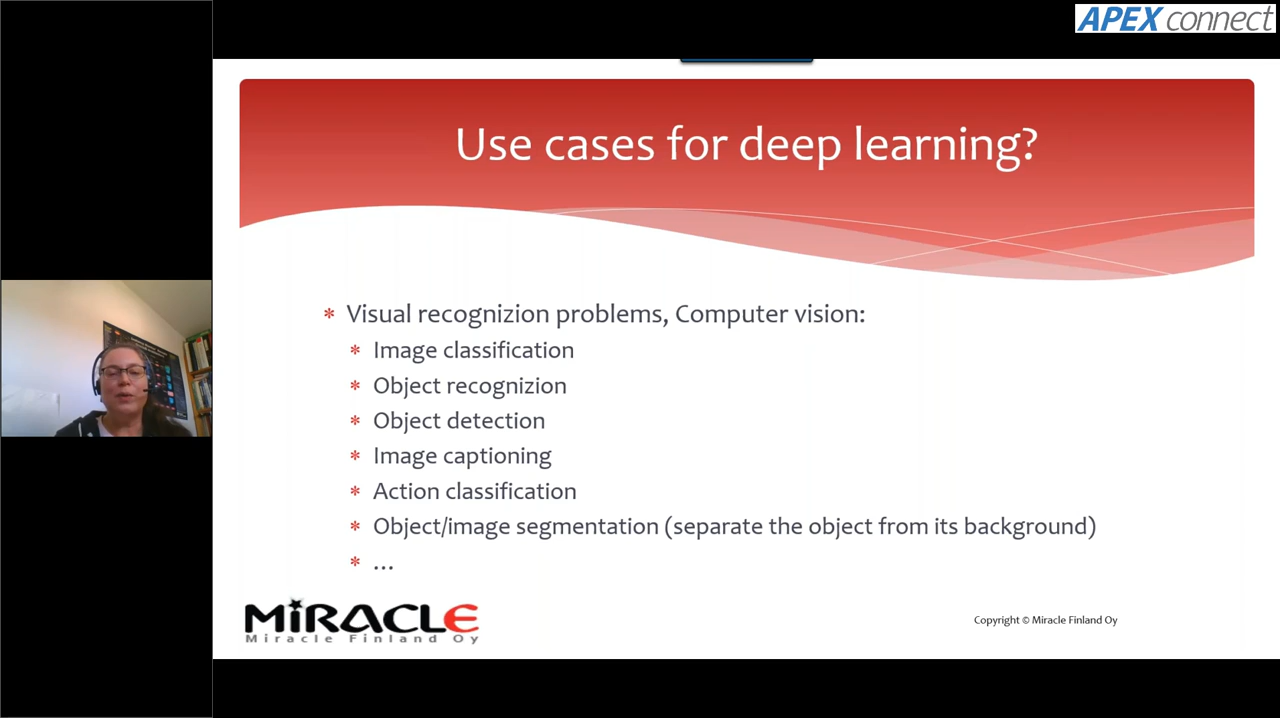 APEX connect
Use cases for deep learning?
* Visual recognizion problems, Computer vision:
* Image classification
* Object recognizion
* Object detection
* Image captioning
* Action classification
* Object/image segmentation (separate the object from its background)
* ...
MiRACLE
Miracle Finland Oy
Copyright © Miracle Finland Oy